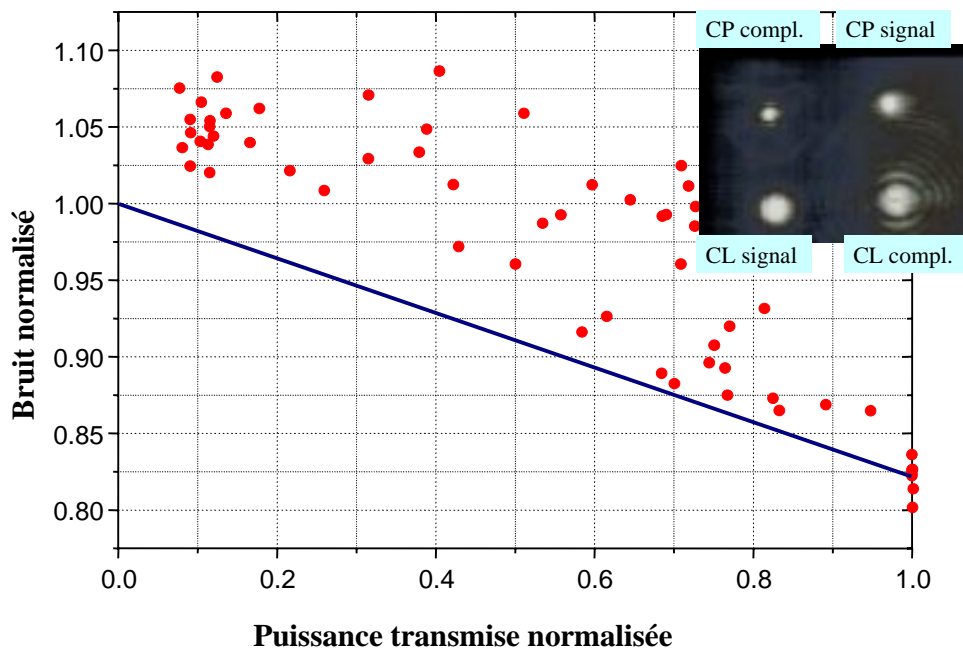 CP compl. CP signal
CL signal CL compl.
1.10
1.05
1.00
0.95
0.90
0.85
0.80
Bruit normalisé
0.0 0.2 0.4 0.6 0.8 1.0
Puissance transmise normalisée